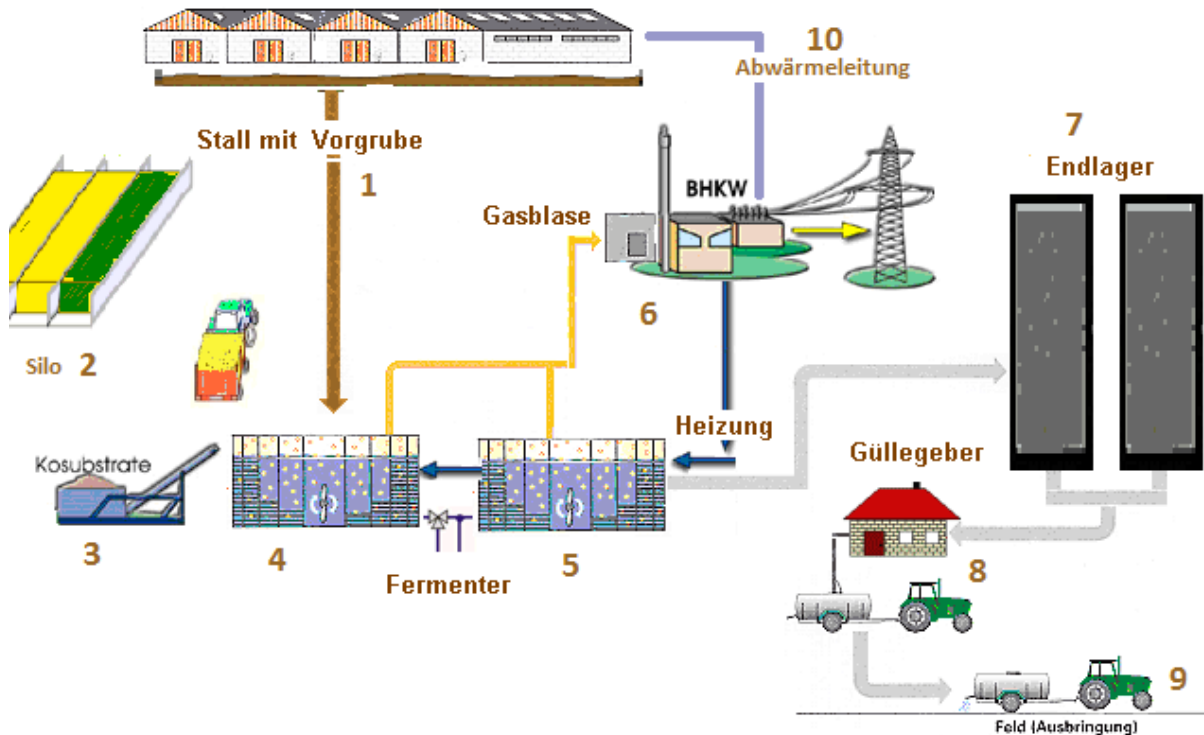 10
Abwärmeleitung
Stall mit Vorgrube
1
7
Endlager
BHKW
Gasblase
6
Silo 2
Heizung
Kosubstrate
3
4
5
Fermenter
Güllegeber
8
9
Feld (Ausbringung)